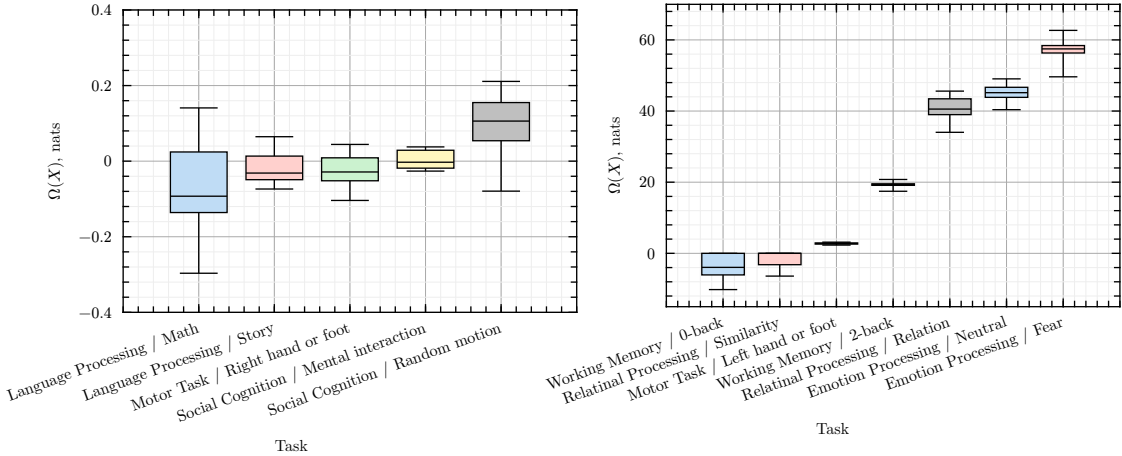 0.4
0.2
0
−0.2
−0.4
Ω(X), nats
Language Processing / Math
Language Processing / Story
Motor Task / Right hand or foot
Social Cognition / Mental interaction
Social Cognition / Random motion
Task
60
40
20
0
Ω(X), nats
Working Memory / 0-back
Relatinal Processing / Similarity
Motor Task / Left hand or foot
Working Memory / 2-back
Relatinal Processing / Relation
Emotion Processing / Neutral
Emotion Processing / Fear
Task